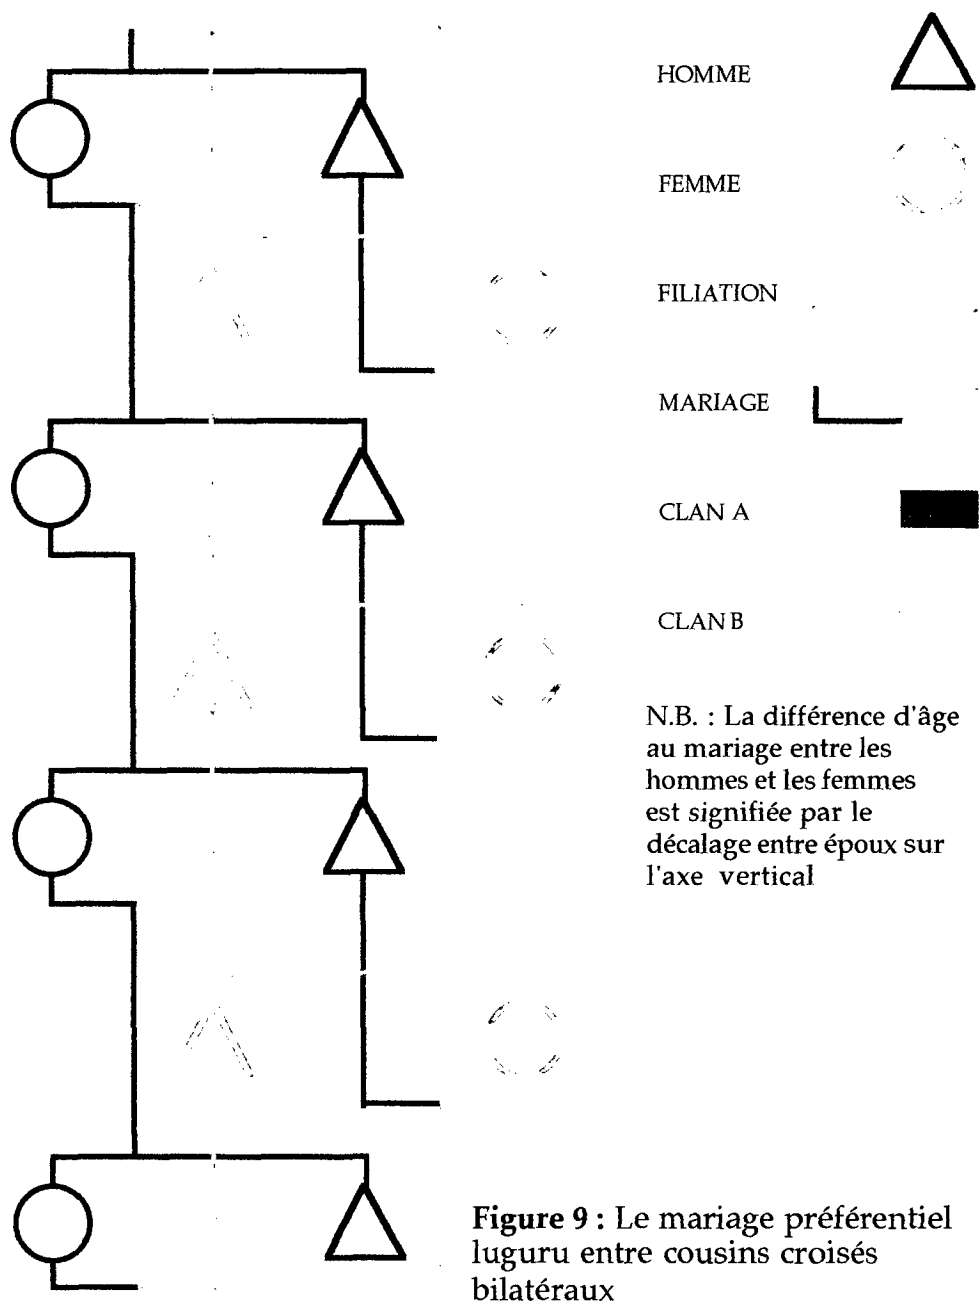 HOMME
FEMME
FILIATION
MARIAGE
CLAN A
CLAN B
N.B. : La différence d'âge
au mariage entre les
hommes et les femmes
est signifiée par le
décalage entre époux sur
l'axe vertical
Figure 9 : Le mariage préférentiel
luguru entre cousins croisés
bilatéraux